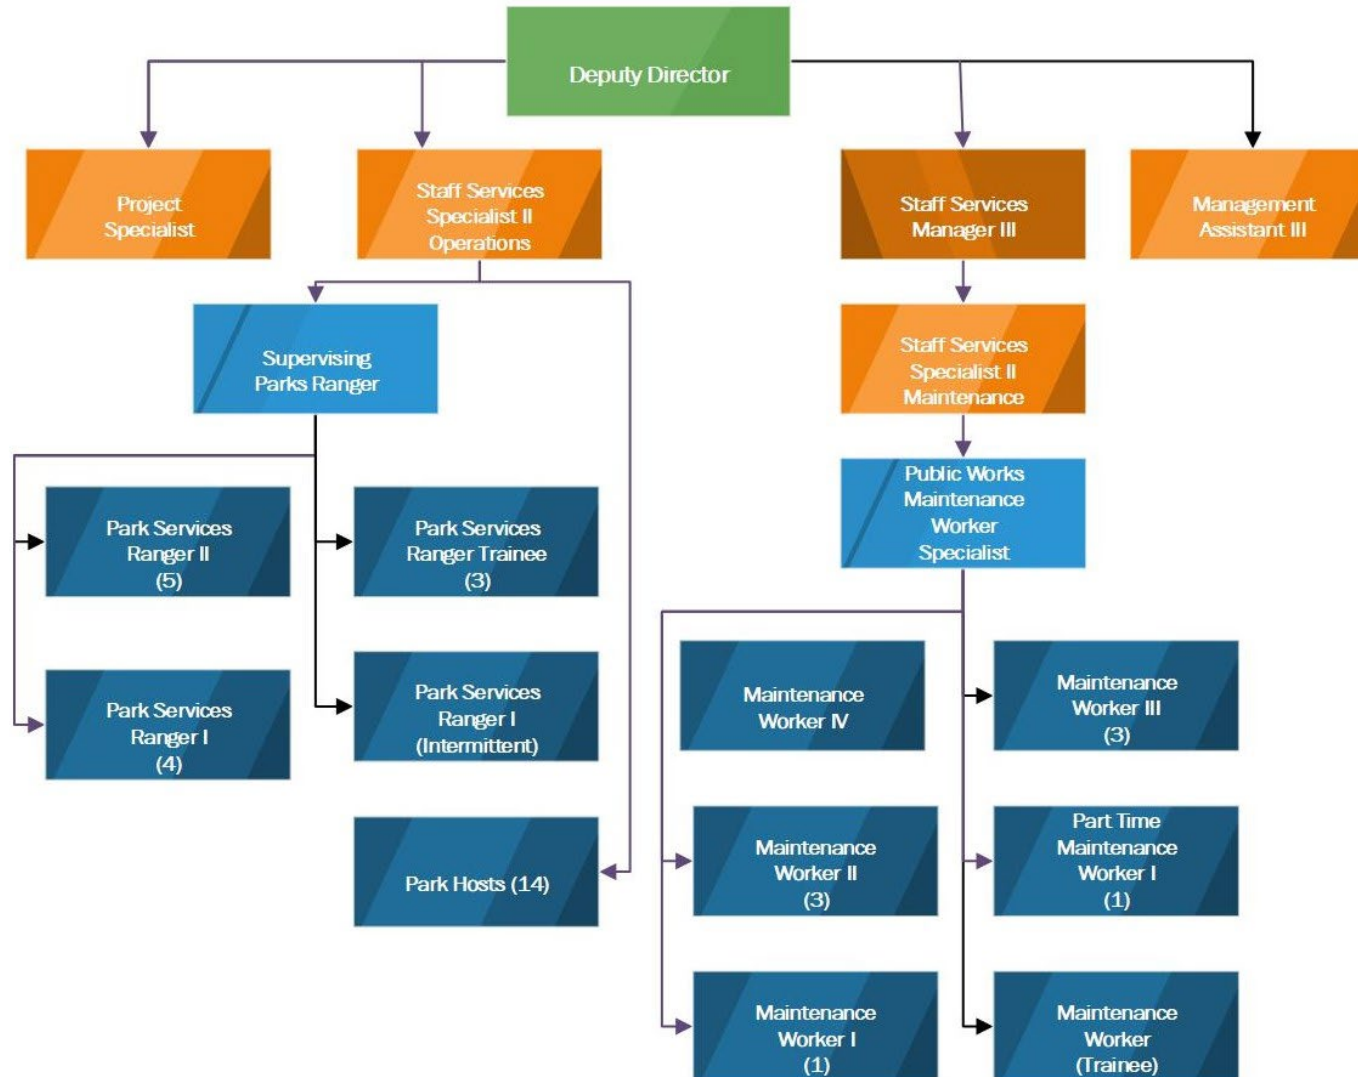 Deputy Director
Project
Specialist
Staff Services
Specialist II
Operations
Staff Services
Manager III
Management
Assistant III
Supervising
Parks Ranger
Staff Services
Specialist II
Maintenance
Public Works
Maintenance
Worker
Specialist
Park Services
Ranger II
(5)
Park Services
Ranger Trainee
(3)
Park Services
Ranger I
(4)
Park Services
Ranger I
(Intermittent)
Park Hosts (14)
Maintenance
Worker IV
Maintenance
Worker III
(3)
Maintenance
Worker II
(3)
Part Time
Maintenance
Worker I
(1)
Maintenance
Worker I
(1)
Maintenance
Worker
(Trainee)